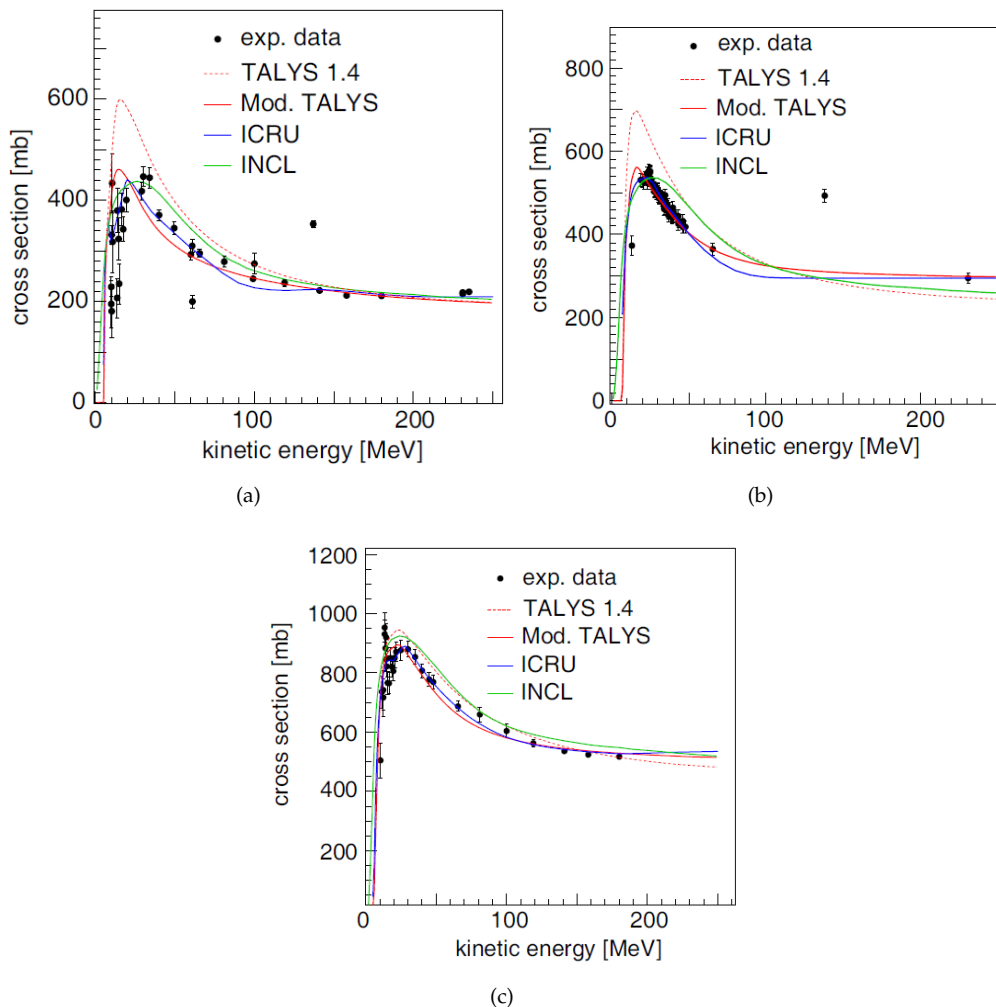 exp. data
TALYS 1.4
Mod. TALYS
ICRU
INCL
600
400
200
0
cross section [mb]
0
100
200
kinetic energy [MeV]
(a)
exp. data
TALYS 1.4
Mod. TALYS
ICRU
INCL
800
600
400
200
0
cross section [mb]
0
100
200
kinetic energy [MeV]
(b)
exp. data
TALYS 1.4
Mod. TALYS
ICRU
INCL
1200
1000
800
600
400
200
cross section [mb]
0
100
200
kinetic energy [MeV]
(c)